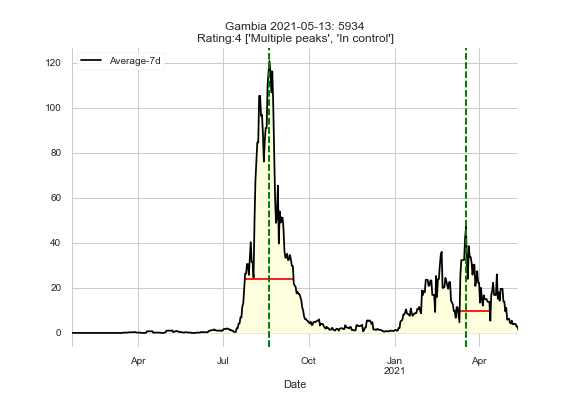 Gambia 2021-05-13: 5934
Rating:4 ['Multiple peaks', 'In control']
Average-7d
120
100
80
60
40
20
0
Apr
Jul
Oct
Jan
2021
Apr
Date